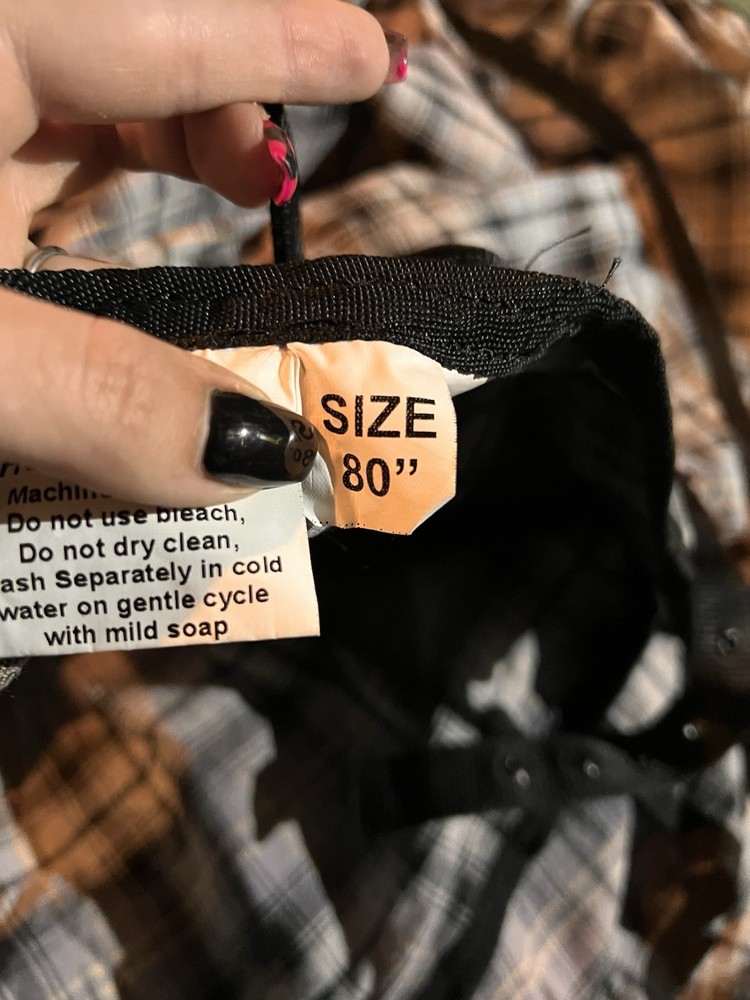 SIZE
80”
Do not use bleach,
Do not dry clean,
ash Separately in cold
water on gentle cycle
with mild soap